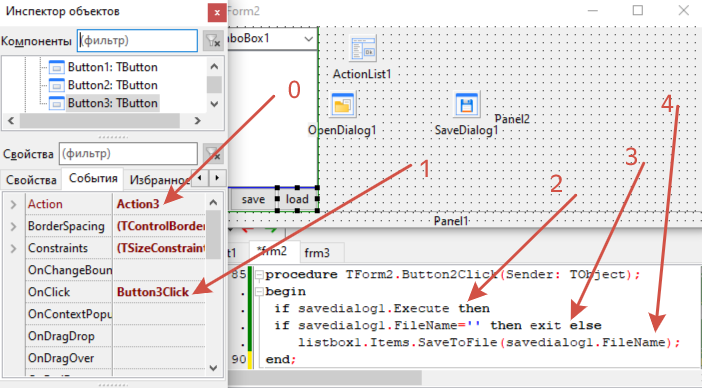 Инспектор объектов
x
Form2
Компоненты
(фильтр)
Button1: TButton
Button2: TButton
Button3: TButton
Свойства
(фильтр)
Свойства
События
Избранное
Action
Action3
BorderSpacing
(TControlBorder
Constraints
(TSizeConstraint
OnChangeBoun
OnClick
Button3Click
OnContextPopu
OnDragDrop
OnDragOver
boBox1
ActionList1
OpenDialog1
SaveDialog1
Panel2
save
load
Panel1
0
1
2
3
4
t1
*frm2
frm3
85
procedure TForm2.Button2Click(Sender: TObject);
begin
if savedialog1.Execute then
if savedialog1.FileName='' then exit else
listbox1.Items.SaveToFile(savedialog1.FileName);
90
end;